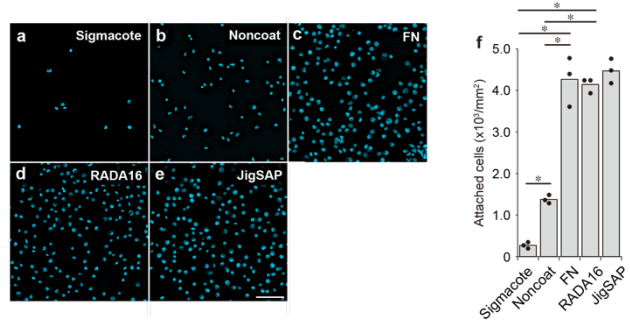 a Sigmacote
b Noncoat
c FN
d RADA16
e JigSAP
f
*
*
*
*
*
Attached cells (x10³/mm²)
5.0
4.0
3.0
2.0
1.0
0
Sigmacote
Noncoat
FN
RADA16
JigSAP